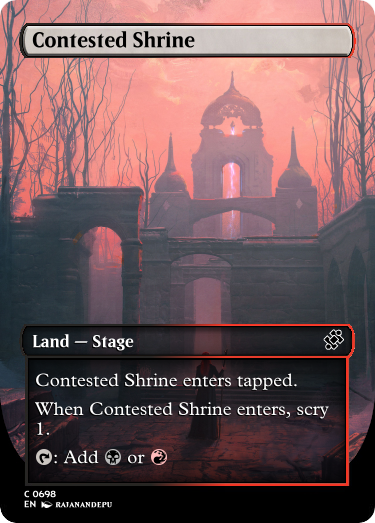 Contested Shrine
Land — Stage
Contested Shrine enters tapped.
When Contested Shrine enters, scry
1.
: Add or
C 0698
EN RAJANANDEPU